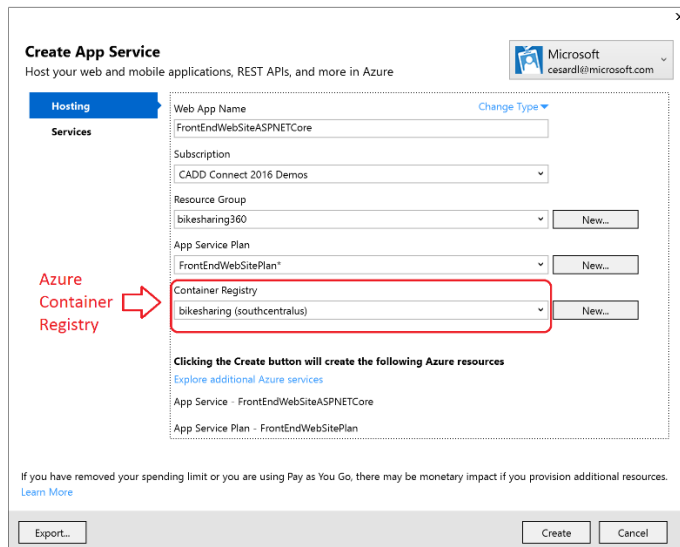 x
Create App Service
Host your web and mobile applications, REST APIs, and more in Azure
Microsoft
cesardl@microsoft.com
Hosting
Services
Web App Name
Change Type
FrontEndWebSiteASPNETCore
Subscription
CADD Connect 2016 Demos
Resource Group
bikesharing360
New...
App Service Plan
FrontEndWebSitePlan*
New...
Azure
Container
Registry
Container Registry
bikesharing (southcentralus)
New...
Clicking the Create button will create the following Azure resources
Explore additional Azure services
App Service - FrontEndWebSiteASPNETCore
App Service Plan - FrontEndWebSitePlan
If you have removed your spending limit or you are using Pay as You Go, there may be monetary impact if you provision additional resources.
Learn More
Export...
Create
Cancel